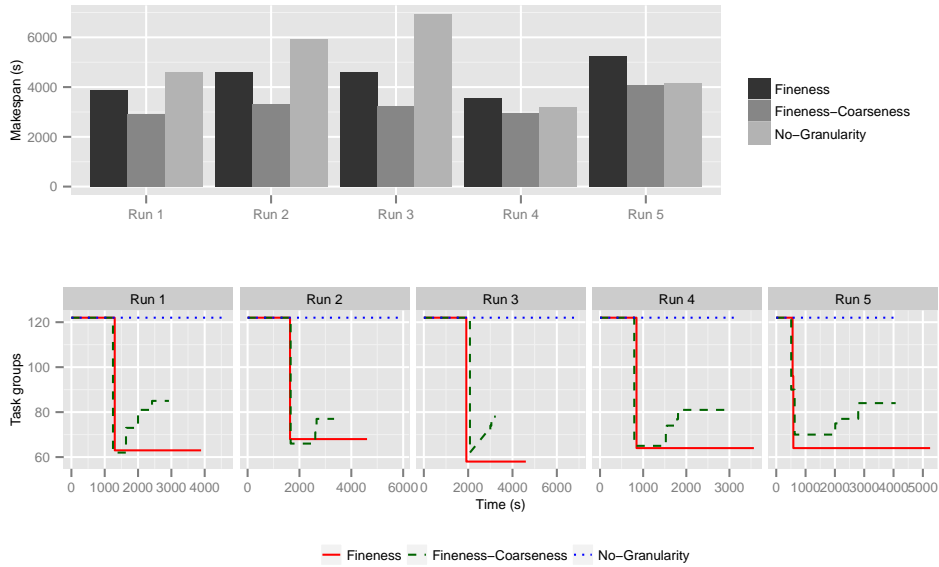 Makespan (s)
6000
4000
2000
0
Run 1 Run 2 Run 3 Run 4 Run 5
Fineness
Fineness-Coarseness
No-Granularity
Run 1 Run 2 Run 3 Run 4 Run 5
Task groups
120
100
80
60
0 1000 2000 3000 4000 0 2000 4000 6000 0 2000 4000 6000 0 1000 2000 3000 0 1000 2000 3000 4000 5000
Time (s)
Fineness Fineness-Coarseness No-Granularity